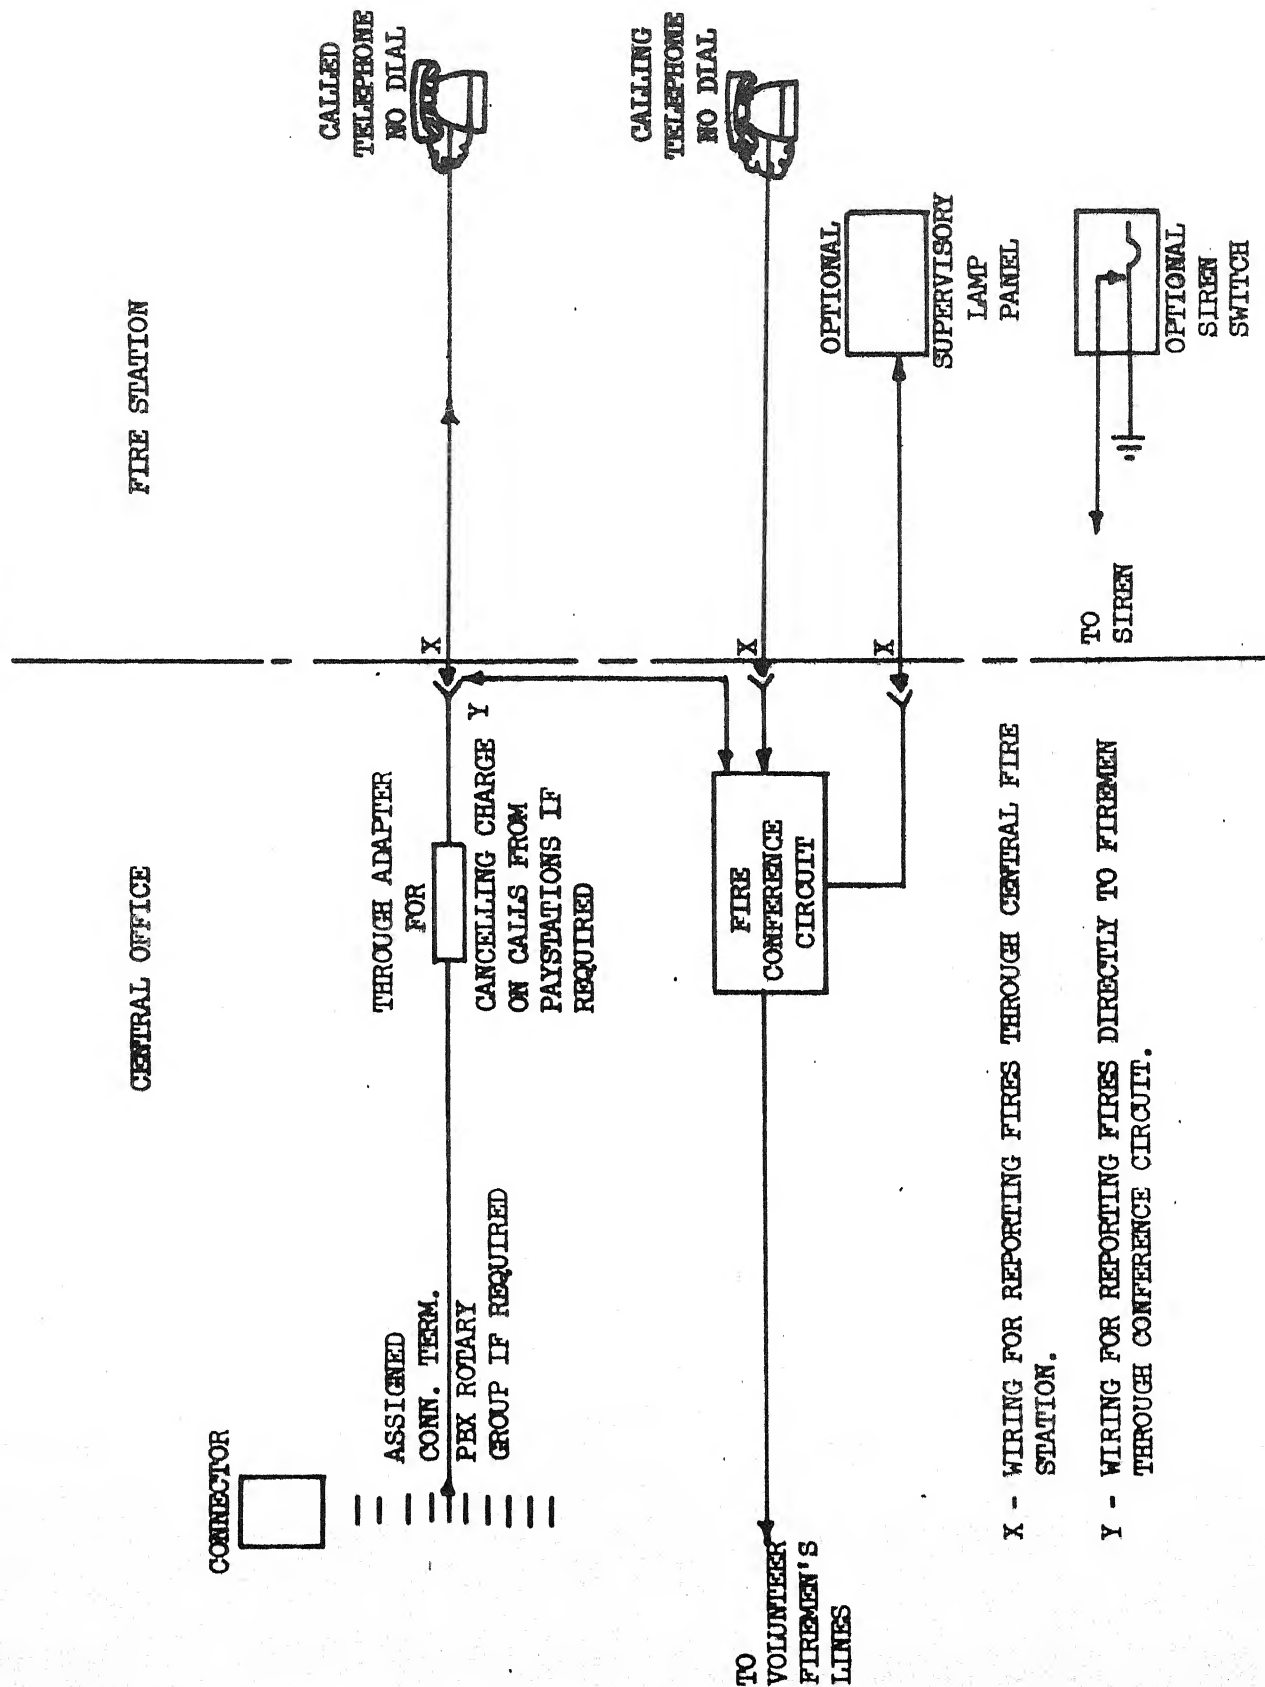 CENTRAL OFFICE
FIRE STATION
CONNECTOR
ASSIGNED
CONN. TERM.
PBX ROTARY
GROUP IF REQUIRED
THROUGH ADAPTER
FOR
CANCELLING CHARGE
ON CALLS FROM
PAYSTATIONS IF
REQUIRED
Y
X
CALLED
TELEPHONE
NO DIAL
TO
VOLUNTEER
FIREMEN'S
LINES
FIRE
CONFERENCE
CIRCUIT
X
CALLING
TELEPHONE
NO DIAL
X
OPTIONAL
SUPERVISORY
LAMP
PANEL
TO
SIREN
OPTIONAL
SIREN
SWITCH
X - WIRING FOR REPORTING FIRES THROUGH CENTRAL FIRE
STATION.
Y - WIRING FOR REPORTING FIRES DIRECTLY TO FIREMEN
THROUGH CONFERENCE CIRCUIT.